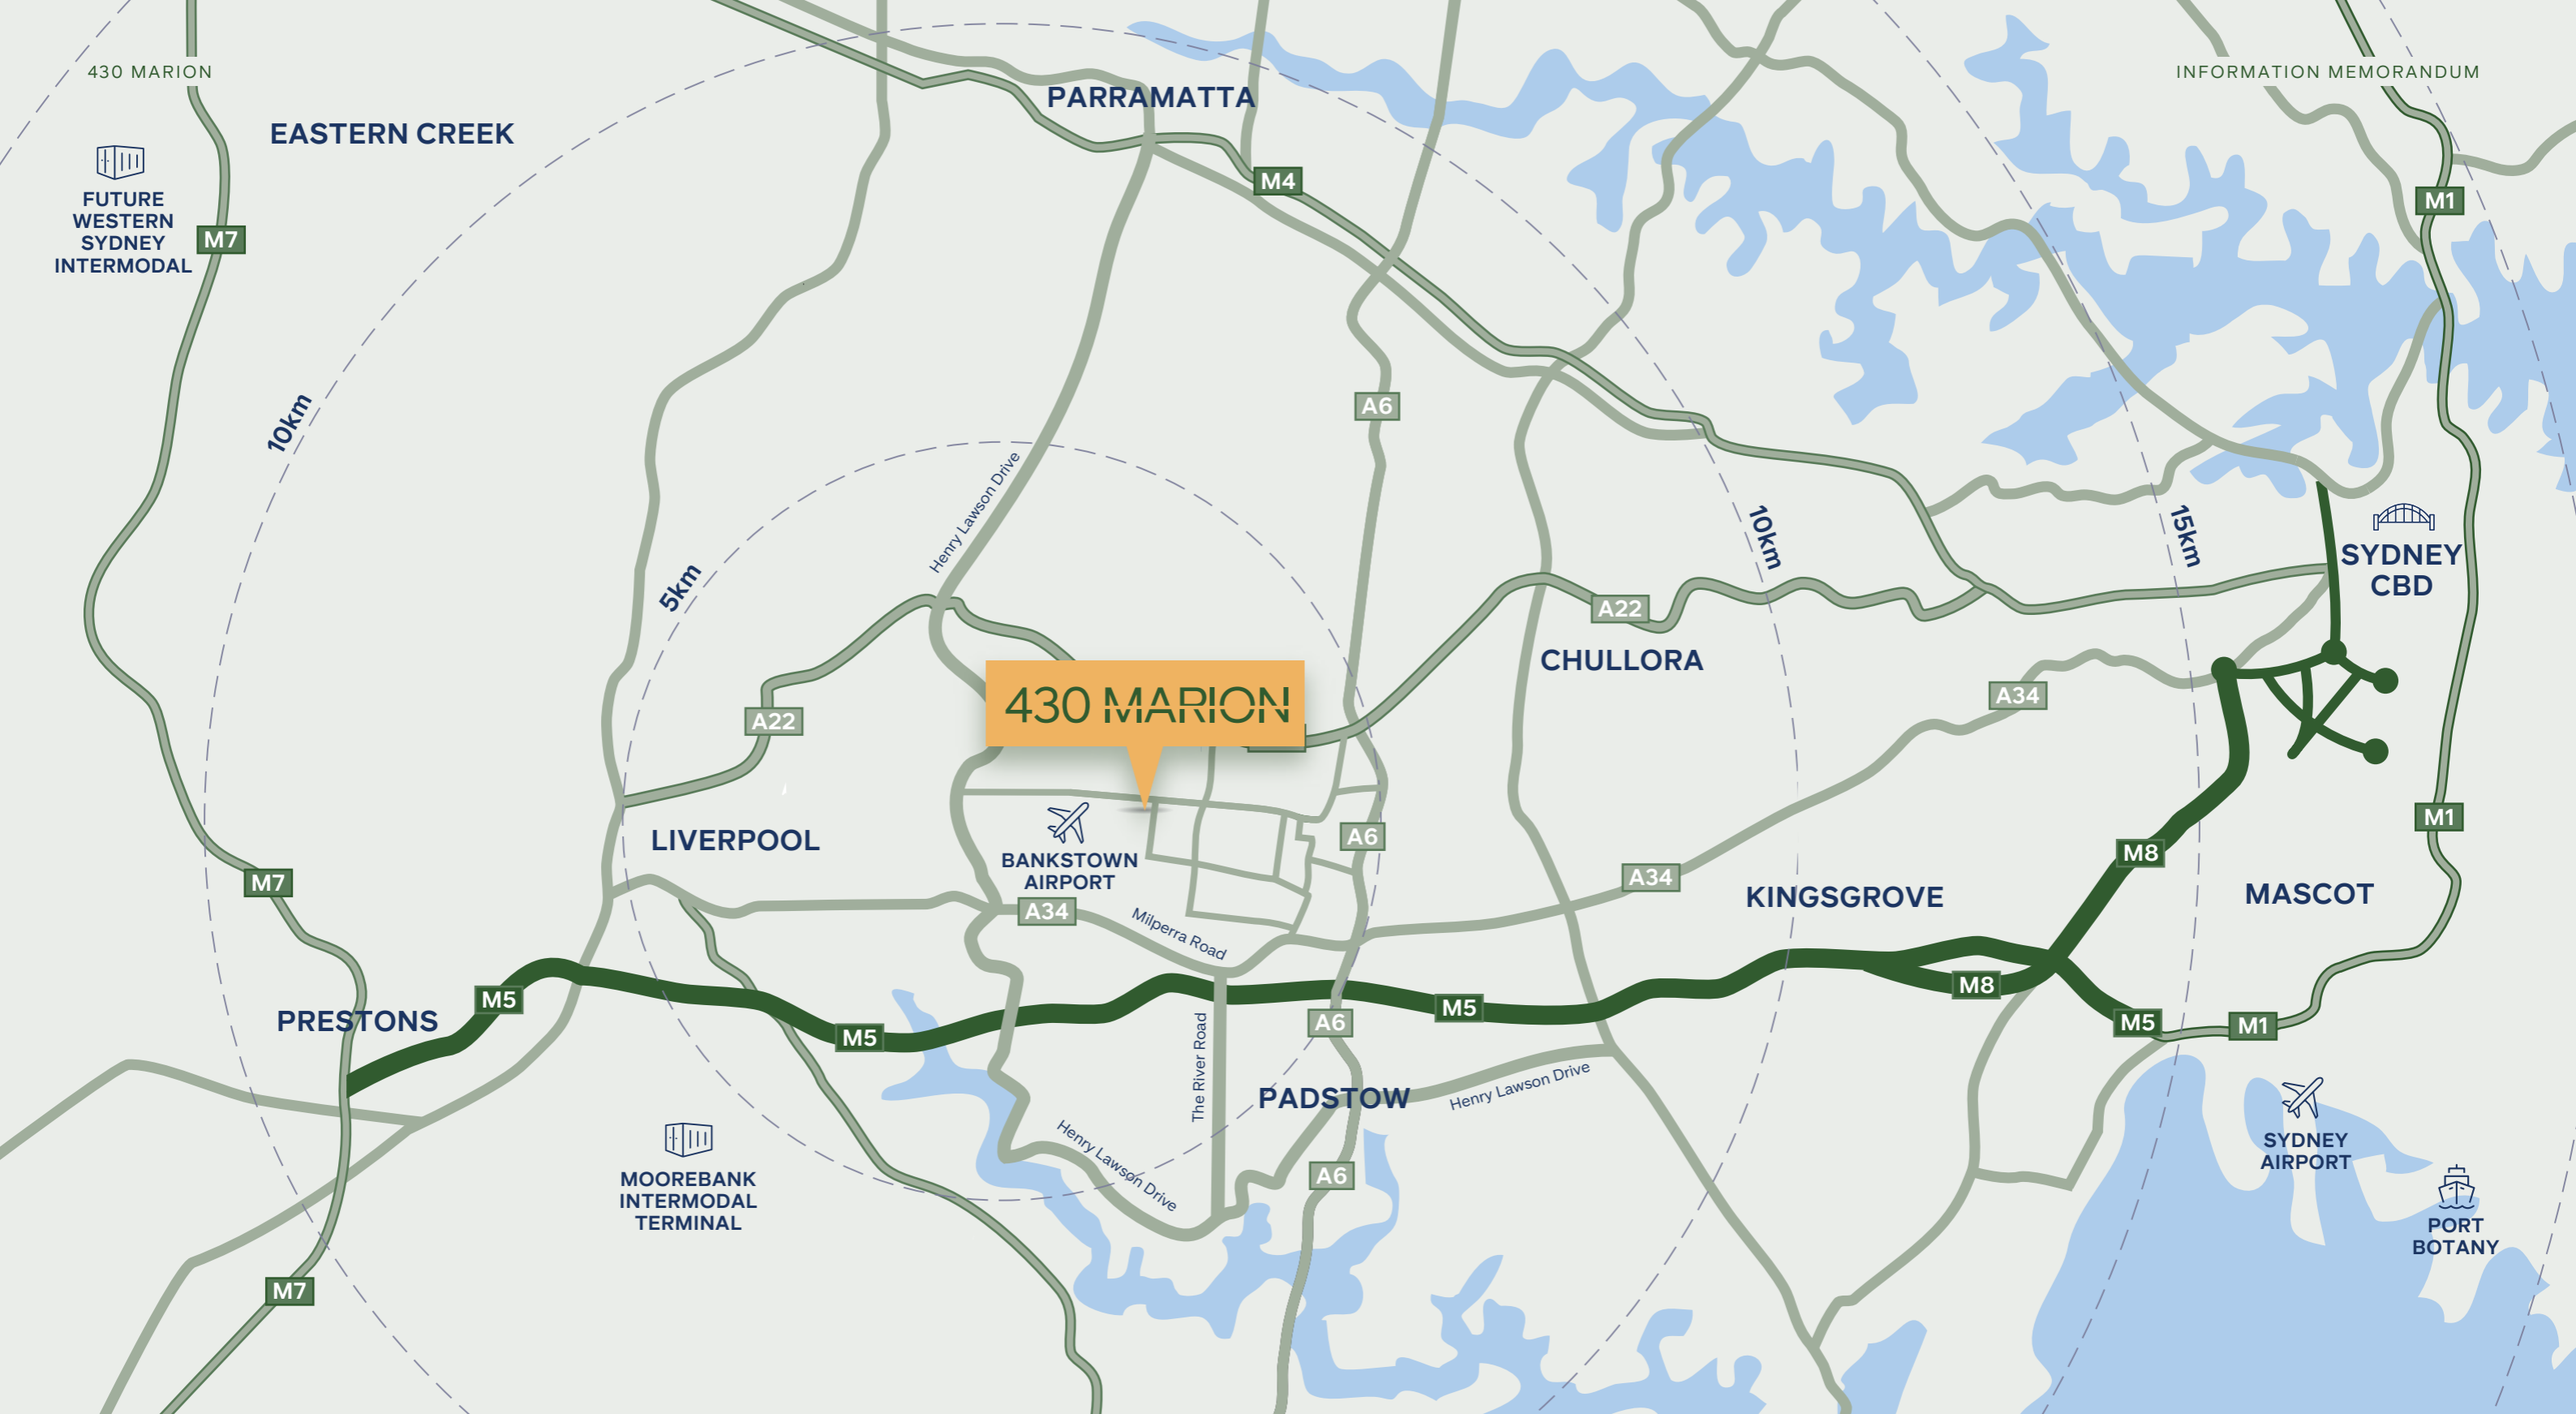 430 MARION
INFORMATION MEMORANDUM
PARRAMATTA
EASTERN CREEK
FUTURE
WESTERN
SYDNEY
INTERMODAL
M7
M4
M1
10km
A6
Henry Lawson Drive
5km
10km
15km
SYDNEY
CBD
A22
CHULLORA
A22
430 MARION
A34
LIVERPOOL
BANKSTOWN
AIRPORT
A6
M1
M8
M7
A34
A34
KINGSGROVE
MASCOT
Milperra Road
M5
PRESTONS
M5
M5
M8
A6
M5
M1
The River Road
PADSTOW
Henry Lawson Drive
Henry Lawson Drive
A6
MOOREBANK
INTERMODAL
TERMINAL
SYDNEY
AIRPORT
PORT
BOTANY
M7